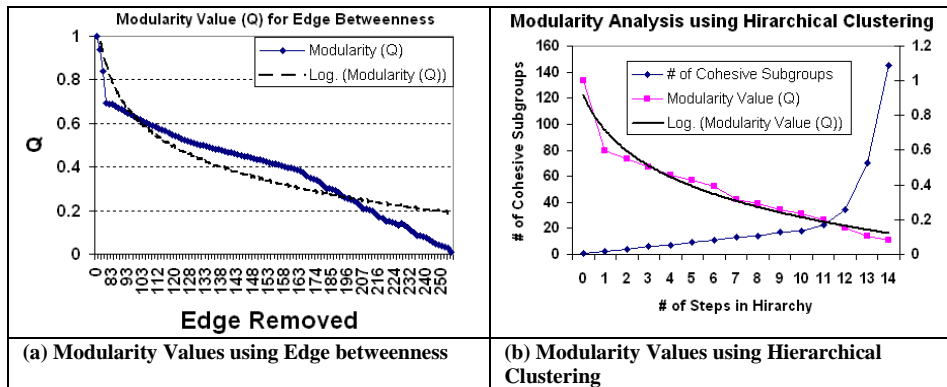 Modularity Value (Q) for Edge Betweenness
Modularity (Q)
Log. (Modularity (Q))
Q
1
0.8
0.6
0.4
0.2
0
0 83 93 103 112 120 128 133 138 143 148 153 158 163 174 185 196 207 216 224 232 240 250
Edge Removed
(a) Modularity Values using Edge betweenness
Modularity Analysis using Hirarchical Clustering
# of Cohesive Subgroups
Modularity Value (Q)
Log. (Modularity Value (Q))
# of Cohesive Subgroups
160
140
120
100
80
60
40
20
0
1.2
1
0.8
0.6
0.4
0.2
0
0 1 2 3 4 5 6 7 8 9 10 11 12 13 14
# of Steps in Hirarchy
(b) Modularity Values using Hierarchical
Clustering